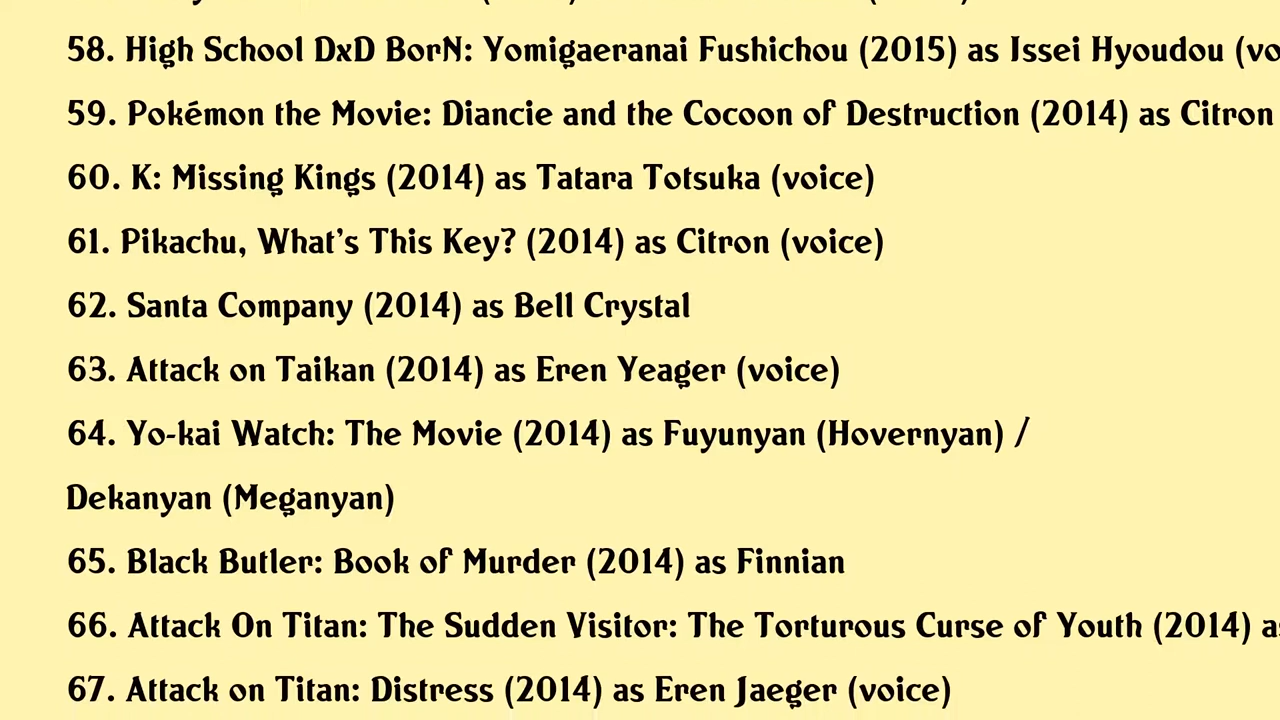 58. High School DxD BorN: Yomigaeranai Fushichou (2015) as Issei Hyoudou
59. Pokémon the Movie: Diancie and the Cocoon of Destruction (2014) as Citron
60. K: Missing Kings (2014) as Tatara Totsuka (voice)
61. Pikachu, What's This Key? (2014) as Citron (voice)
62. Santa Company (2014) as Bell Crystal
63. Attack on Taikan (2014) as Eren Yeager (voice)
64. Yo-kai Watch: The Movie (2014) as Fuyunyan (Hovernyan) /
Dekanyan (Meganyan)
65. Black Butler: Book of Murder (2014) as Finnian
66. Attack On Titan: The Sudden Visitor: The Torturous Curse of Youth (2014)
67. Attack on Titan: Distress (2014) as Eren Jaeger (voice)